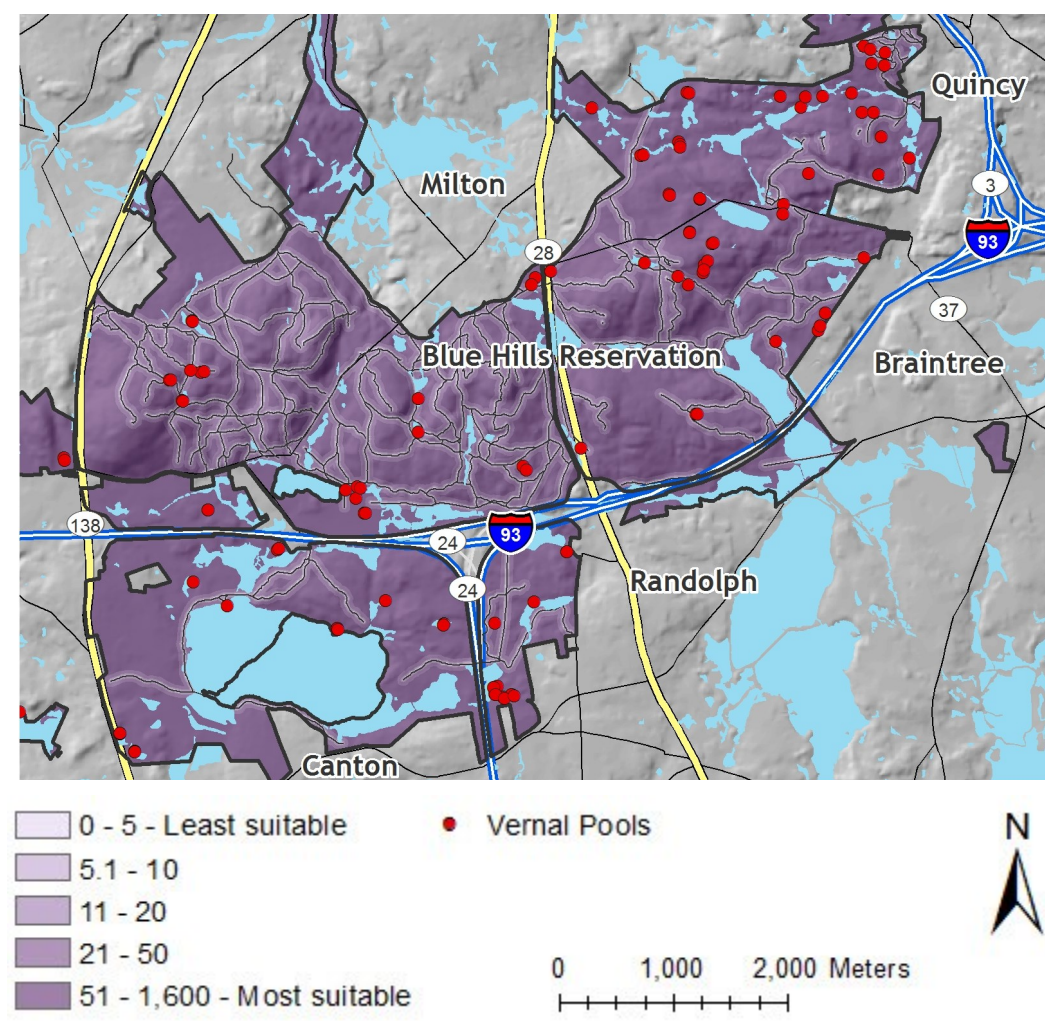 Quincy
Milton
3
93
28
37
Blue Hills Reservation
Braintree
138
24
93
24
Randolph
Canton
0 - 5 - Least suitable
Vernal Pools
N
5.1 - 10
11 - 20
21 - 50
0 1,000 2,000 Meters
51 - 1,600 - Most suitable